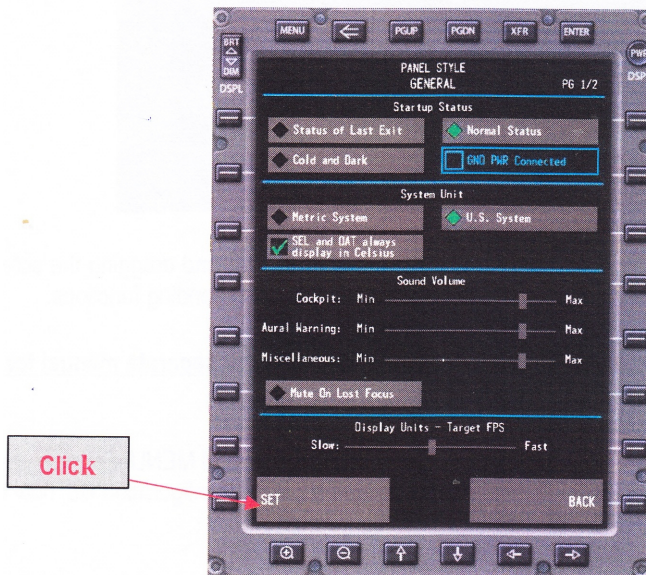 MENU PGUP PGDN XFR ENTER
BRT
DIM
DSPL
PWR
DSP
PANEL STYLE
GENERAL PG 1/2
Startup Status
Status of Last Exit Normal Status
Cold and Dark GND PWR Connected
System Unit
Metric System U.S. System
SEL and OAT always
display in Celsius
Sound Volume
Cockpit: Min Max
Aural Warning: Min Max
Miscellaneous: Min Max
Mute On Lost Focus
Display Units - Target FPS
Slow: Fast
Click
SET BACK